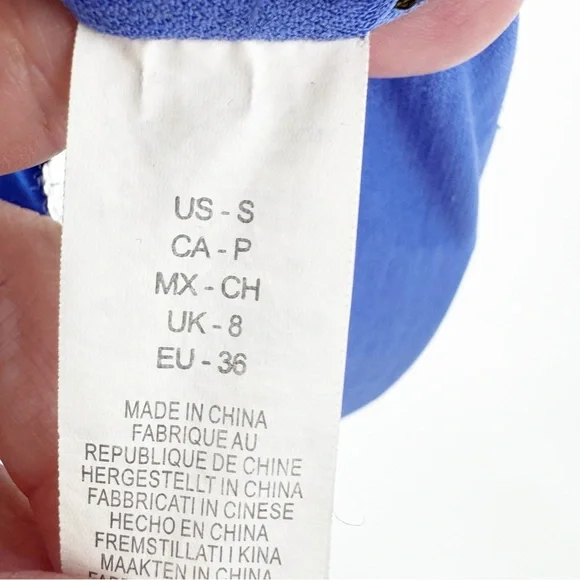 US - S
CA - P
MX - CH
UK - 8
EU - 36
MADE IN CHINA
FABRIQUE AU
REPUBLIQUE DE CHINE
HERGESTELLT IN CHINA
FABBRICATI IN CINESE
HECHO EN CHINA
FREMSTILLATI I KINA
MAAKTEN IN CHINA